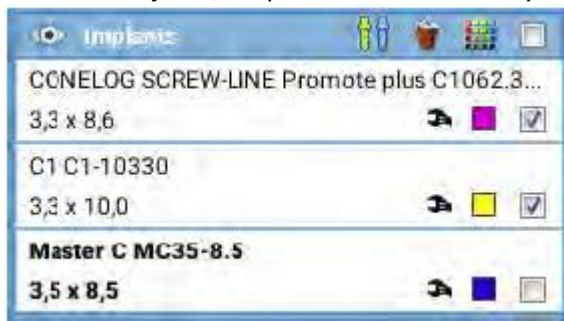 Implants
CONELOG SCREW-LINE Promote plus C1062.3...
3,3 x 8,6
C1 C1-10330
3,3 x 10,0
Master C MC35-8.5
3,5 x 8,5